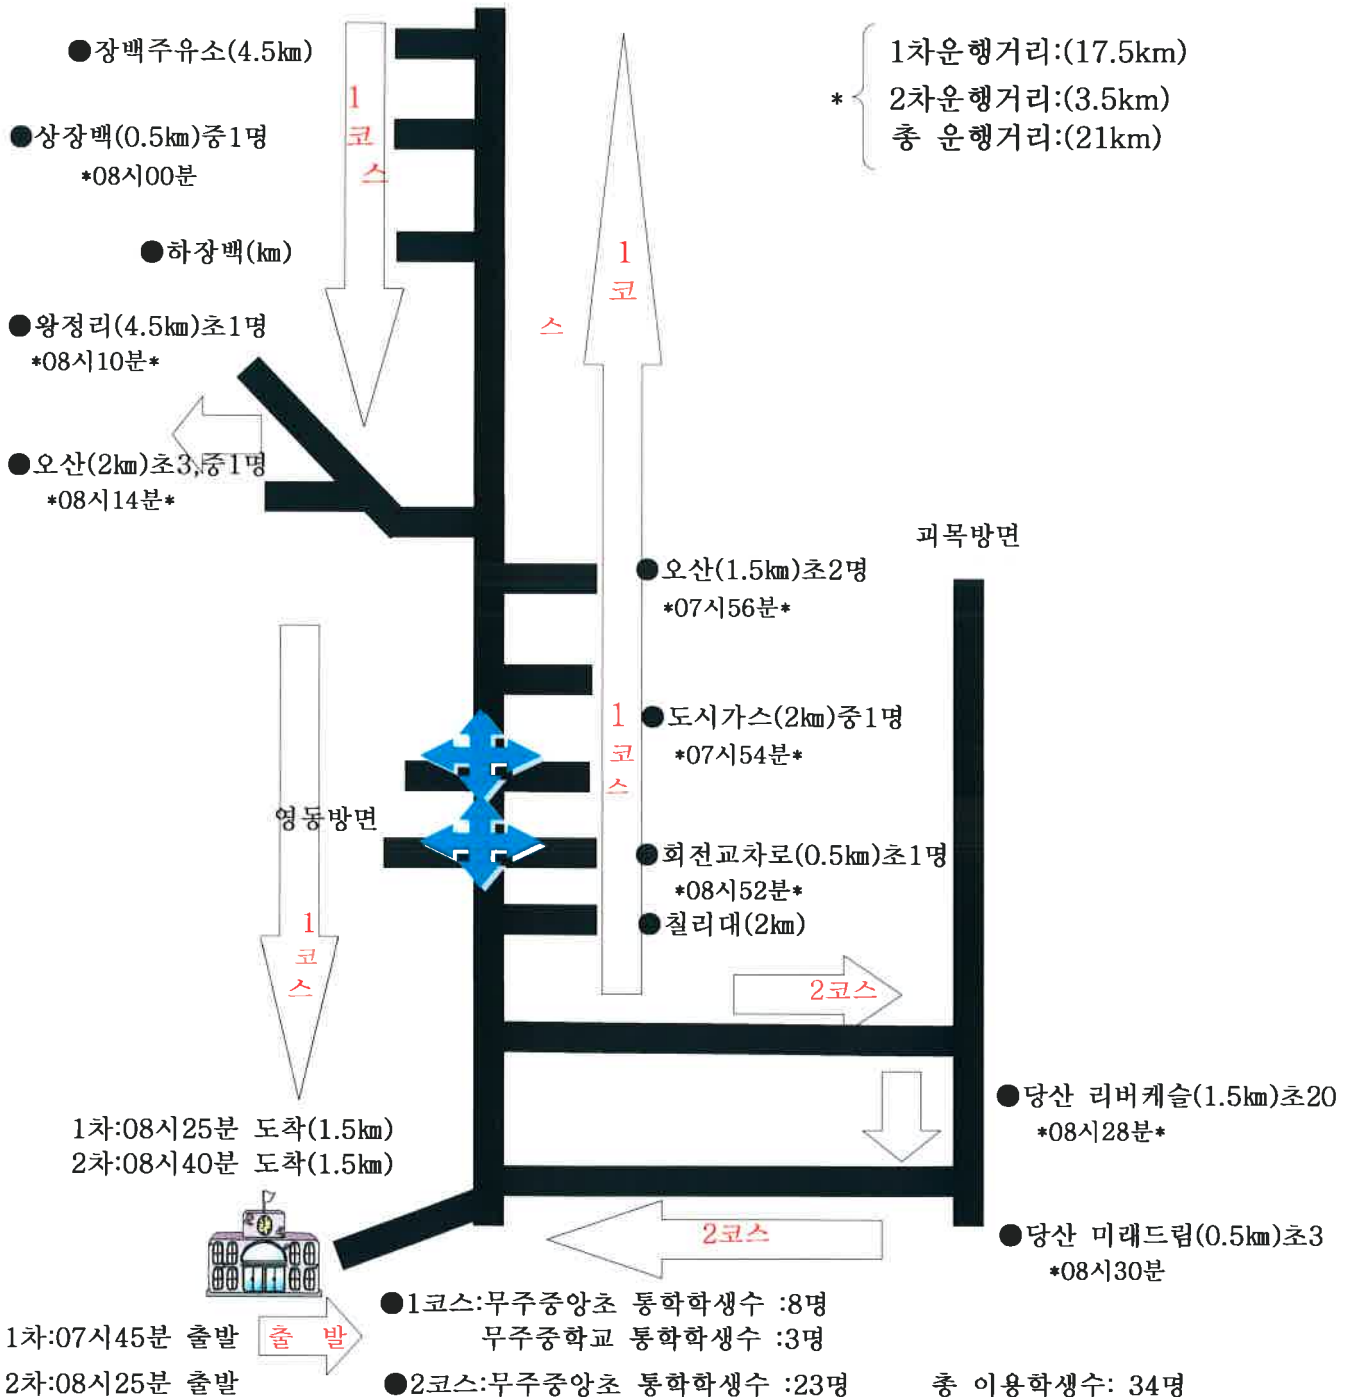 ●장백주유소(4.5㎞)
1차운행거리:(17.5km)
*
2차운행거리:(3.5km)
총 운행거리:(21km)
1
코
스
●상장백(0.5㎞)중1명
*08시00분
●하장백(㎞)
1
코
스
●왕정리(4.5㎞)초1명
*08시10분*
●오산(2㎞)초3,중1명
*08시14분*
괴목방면
●오산(1.5㎞)초2명
*07시56분*
1
코
스
●도시가스(2㎞)중1명
*07시54분*
영동방면
●회전교차로(0.5㎞)초1명
*08시52분*
●칠리대(2㎞)
1
코
스
2코스
●당산 리버케슬(1.5㎞)초20
*08시28분*
1차:08시25분 도착(1.5㎞)
2차:08시40분 도착(1.5㎞)
2코스
●당산 미래드림(0.5㎞)초3
*08시30분
●1코스:무주중앙초 통학학생수 :8명
무주중학교 통학학생수 :3명
1차:07시45분 출발
출 발
2차:08시25분 출발
●2코스:무주중앙초 통학학생수 :23명
총 이용학생수: 34명